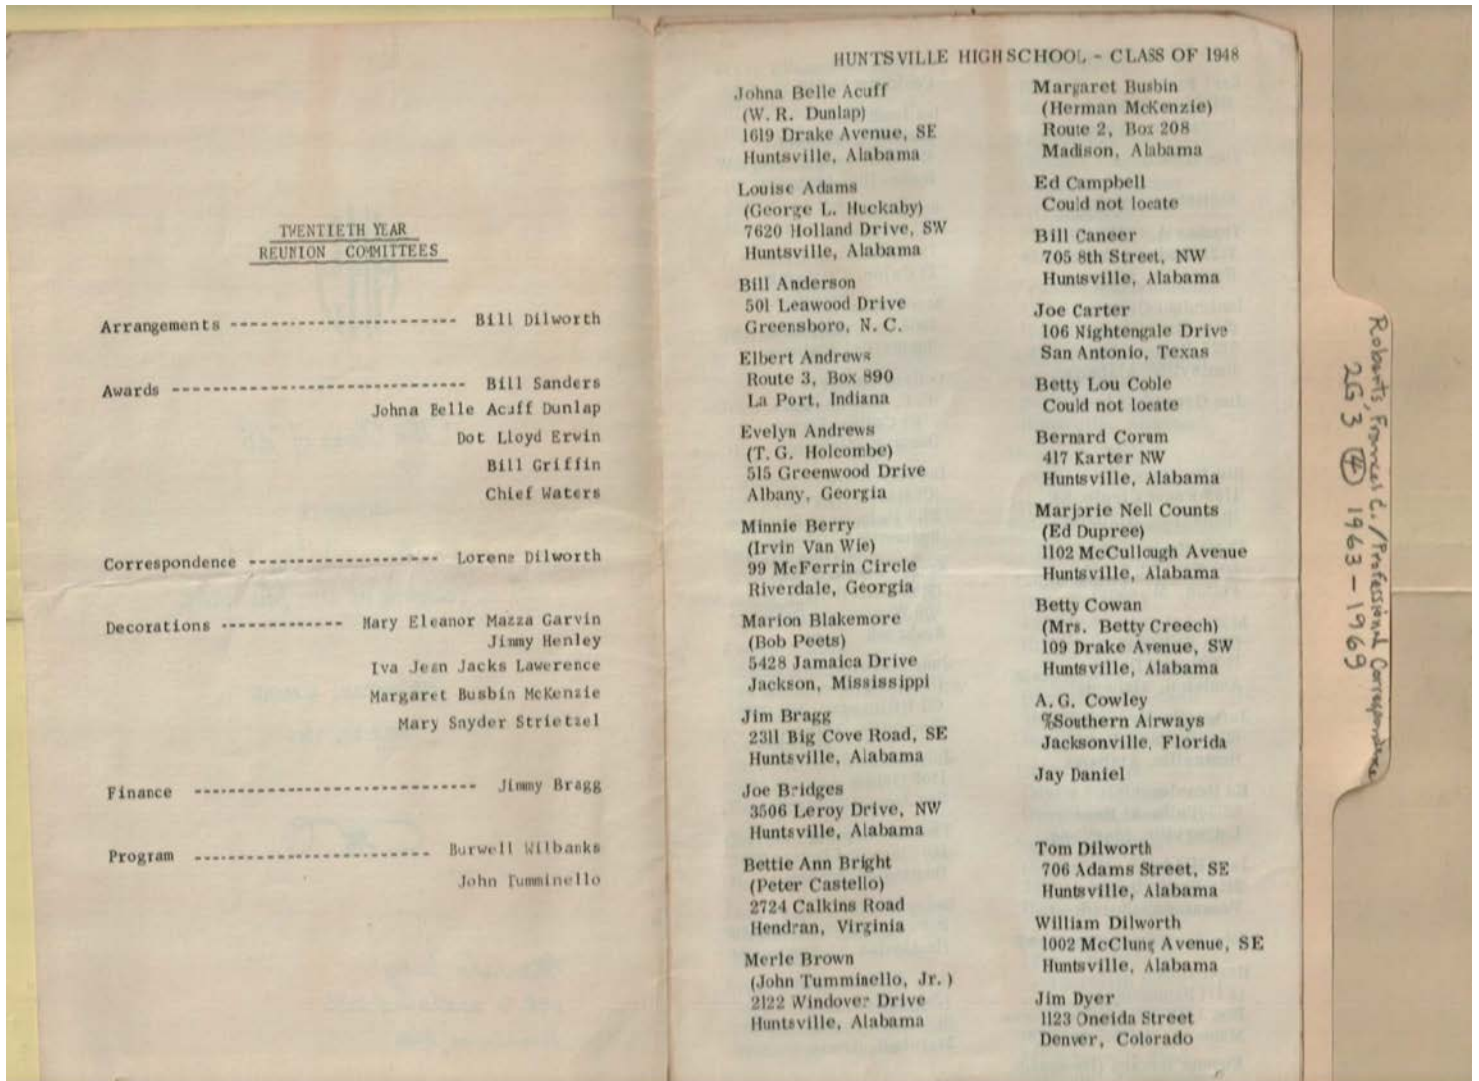 TWENTIETH YEAR
REUNION COMMITTEES
Arrangements ------------------------ Bill Dilworth
Awards ------------------------------ Bill Sanders
Johna Belle Acuff Dunlap
Dot Lloyd Erwin
Bill Griffin
Chief Waters
Correspondence -------------------- Lorene Dilworth
Decorations ------------- Mary Eleanor Mazza Garvin
Jimmy Henley
Iva Jean Jacks Lawerence
Margaret Busbin McKenzie
Mary Snyder Strietzel
Finance ------------------------------ Jimmy Bragg
Program ------------------------- Burwell Wilbanks
John Tumminello
HUNTSVILLE HIGH SCHOOL - CLASS OF 1948
Johna Belle Acuff
(W. R. Dunlap)
1619 Drake Avenue, SE
Huntsville, Alabama
Louise Adams
(George L. Huckaby)
7620 Holland Drive, SW
Huntsville, Alabama
Bill Anderson
501 Leawood Drive
Greensboro, N. C.
Elbert Andrews
Route 3, Box 890
La Port, Indiana
Evelyn Andrews
(T. G. Holcombe)
515 Greenwood Drive
Albany, Georgia
Minnie Berry
(Irvin Van Wie)
99 McFerrin Circle
Riverdale, Georgia
Marion Blakemore
(Bob Peets)
5428 Jamaica Drive
Jackson, Mississippi
Jim Bragg
2311 Big Cove Road, SE
Huntsville, Alabama
Joe Bridges
3506 Leroy Drive, NW
Huntsville, Alabama
Bettie Ann Bright
(Peter Castello)
2724 Calkins Road
Hendran, Virginia
Merle Brown
(John Tumminello, Jr.)
2122 Windover Drive
Huntsville, Alabama
Margaret Busbin
(Herman McKenzie)
Route 2, Box 208
Madison, Alabama
Ed Campbell
Could not locate
Bill Caneer
705 8th Street, NW
Huntsville, Alabama
Joe Carter
106 Nightengale Drive
San Antonio, Texas
Betty Lou Coble
Could not locate
Bernard Corum
417 Karter NW
Huntsville, Alabama
Marjorie Nell Counts
(Ed Dupree)
1102 McCullough Avenue
Huntsville, Alabama
Betty Cowan
(Mrs. Betty Creech)
109 Drake Avenue, SW
Huntsville, Alabama
A. G. Cowley
%Southern Airways
Jacksonville, Florida
Jay Daniel
Tom Dilworth
706 Adams Street, SE
Huntsville, Alabama
William Dilworth
1002 McClung Avenue, SE
Huntsville, Alabama
Jim Dyer
1123 Oneida Street
Denver, Colorado
Roberts, Frances C. / Professional Correspondence
2G 3 ④ 1963-1969